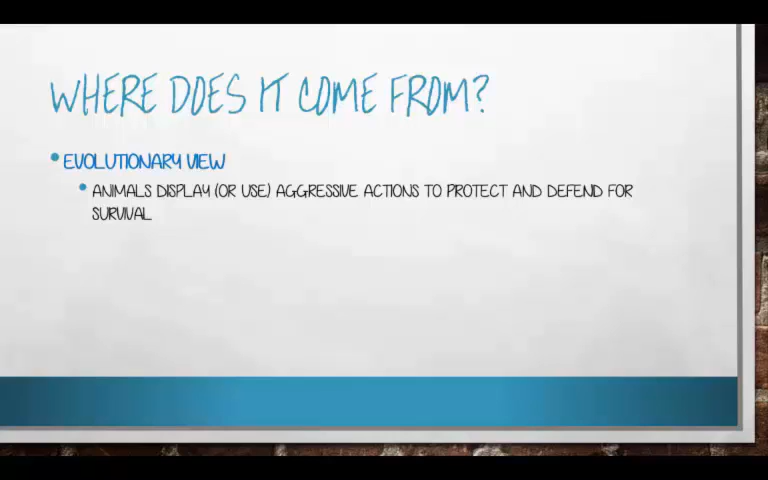 WHERE DOES IT COME FROM?
• EVOLUTIONARY VIEW
• ANIMALS DISPLAY (OR USE) AGGRESSIVE ACTIONS TO PROTECT AND DEFEND FOR
SURVIVAL